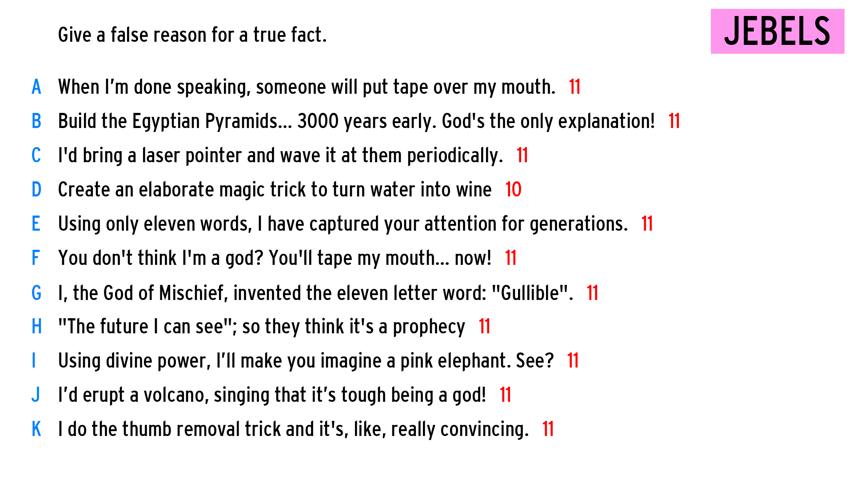 Give a false reason for a true fact.
JEBELS
A When I'm done speaking, someone will put tape over my mouth. 11
B Build the Egyptian Pyramids... 3000 years early. God's the only explanation! 11
C I'd bring a laser pointer and wave it at them periodically. 11
D Create an elaborate magic trick to turn water into wine 10
E Using only eleven words, I have captured your attention for generations. 11
F You don't think I'm a god? You'll tape my mouth... now! 11
G I, the God of Mischief, invented the eleven letter word: "Gullible". 11
H "The future I can see"; so they think it's a prophecy 11
I Using divine power, I'll make you imagine a pink elephant. See? 11
J I'd erupt a volcano, singing that it's tough being a god! 11
K I do the thumb removal trick and it's, like, really convincing. 11